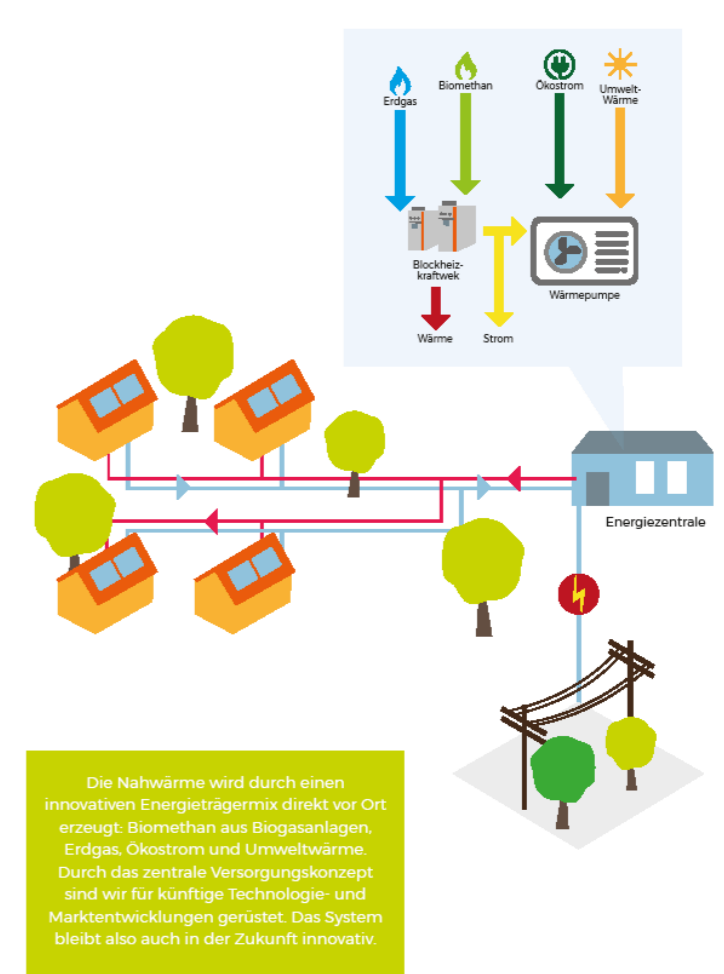 Erdgas
Biomethan
Ökostrom
Umwelt-
Wärme
Blockheiz-
kraftwek
Wärmepumpe
Wärme
Strom
Energiezentrale
Die Nahwärme wird durch einen
innovativen Energieträgermix direkt vor Ort
erzeugt: Biomethan aus Biogasanlagen,
Erdgas, Ökostrom und Umweltwärme.
Durch das zentrale Versorgungskonzept
sind wir für künftige Technologie- und
Marktentwicklungen gerüstet. Das System
bleibt also auch in der Zukunft innovativ.